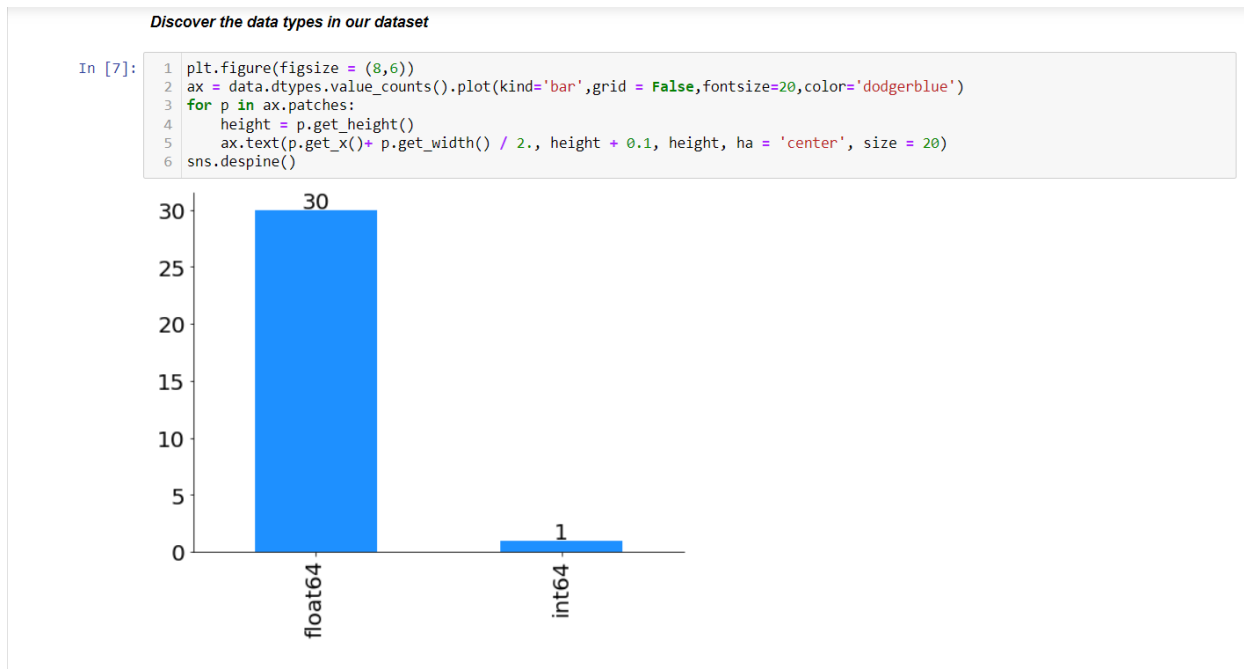 Discover the data types in our dataset
In [7]:
1 plt.figure(figsize = (8,6))
2 ax = data.dtypes.value_counts().plot(kind='bar',grid = False,fontsize=20,color='dodgerblue')
3 for p in ax.patches:
4     height = p.get_height()
5     ax.text(p.get_x()+ p.get_width() / 2., height + 0.1, height, ha = 'center', size = 20)
6 sns.despine()
30
30
25
20
15
10
5
1
0
float64
int64